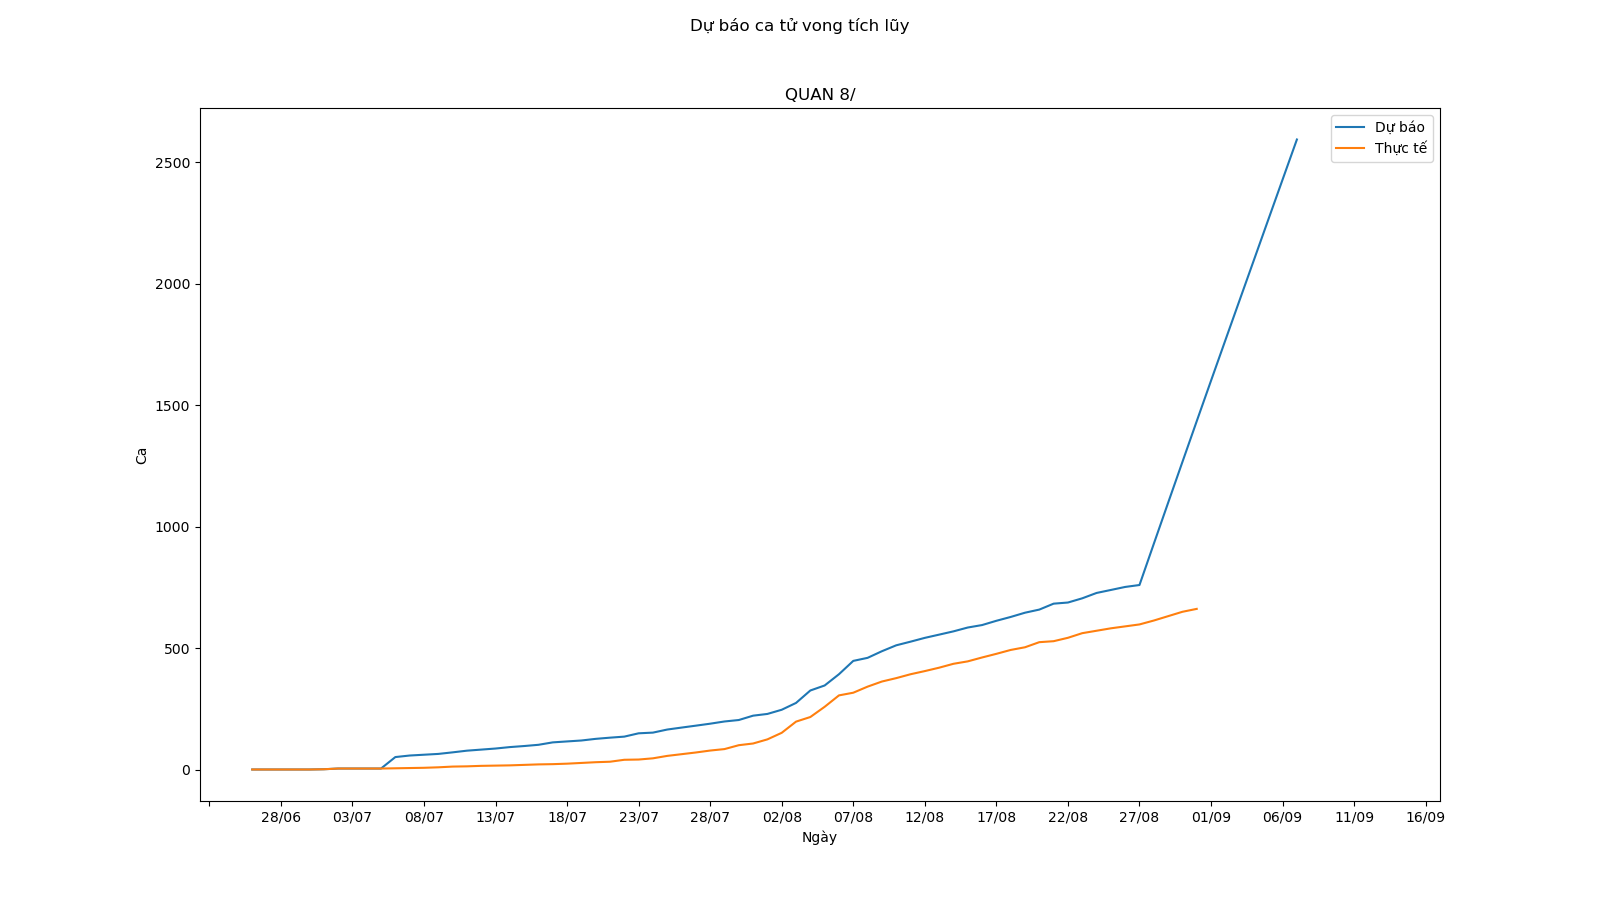 Dự báo ca tử vong tích lũy
QUAN 8/
Dự báo
Thực tế
2500
2000
1500
1000
500
0
Ca
28/06 03/07 08/07 13/07 18/07 23/07 28/07 02/08 07/08 12/08 17/08 22/08 27/08 01/09 06/09 11/09 16/09
Ngày